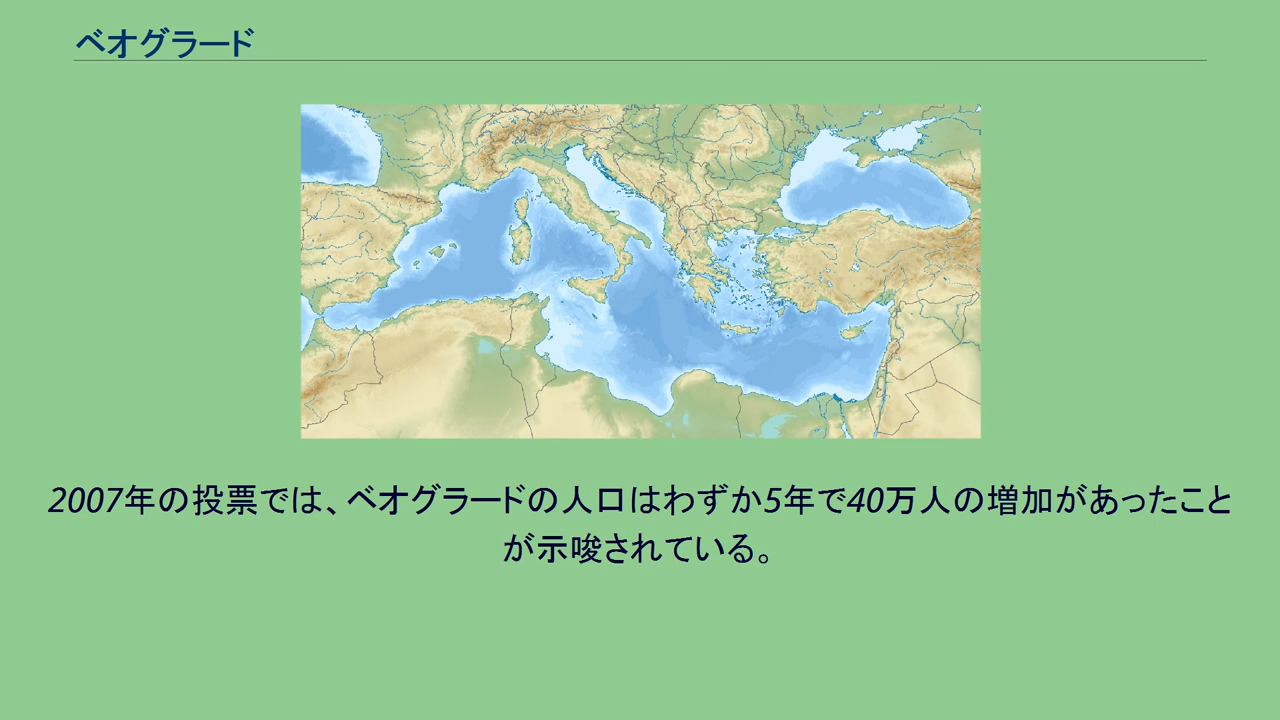 ベオグラード
2007年の投票では、ベオグラードの人口はわずか5年で40万人の増加があったこと
が示唆されている。